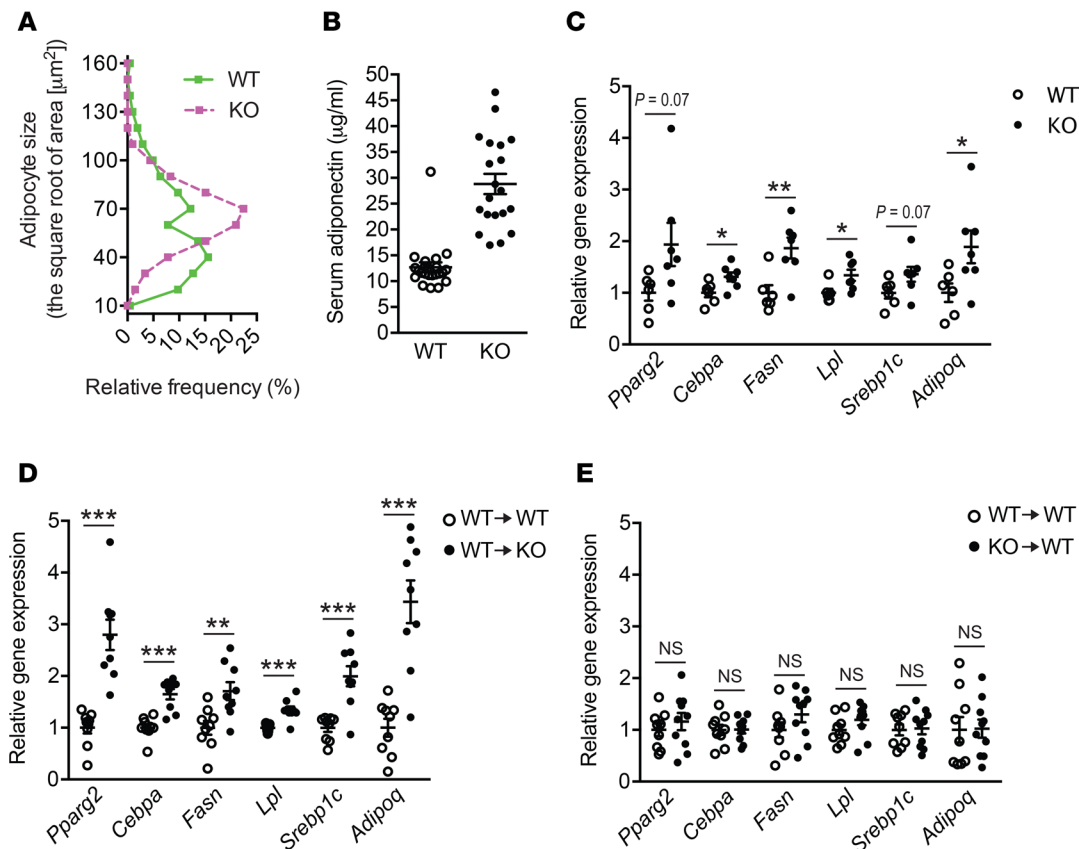 A
Adipocyte size
(the square root of area [µm²])
160
130
100
70
40
10
0
5
10
15
20
25
Relative frequency (%)
WT
KO
B
Serum adiponectin (µg/ml)
50
45
40
35
30
25
20
15
10
5
0
WT
KO
C
Relative gene expression
5
4
3
2
1
0
P = 0.07
*
**
*
P = 0.07
*
WT
KO
Pparg2
Cebpa
Fasn
Lpl
Srebp1c
Adipoq
D
Relative gene expression
5
4
3
2
1
0
***
***
**
***
***
***
WT→WT
WT→KO
Pparg2
Cebpa
Fasn
Lpl
Srebp1c
Adipoq
E
Relative gene expression
5
4
3
2
1
0
NS
NS
NS
NS
NS
NS
WT→WT
KO→WT
Pparg2
Cebpa
Fasn
Lpl
Srebp1c
Adipoq